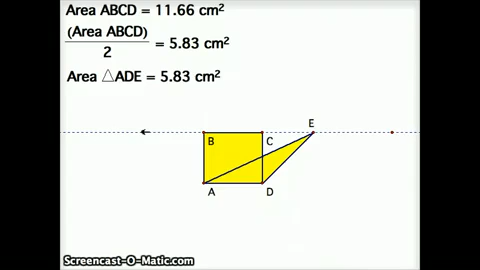 Area ABCD = 11.66 cm²
(Area ABCD)
2
= 5.83 cm²
Area △ADE = 5.83 cm²
E
B
C
A
D
Screencast-O-Matic.com